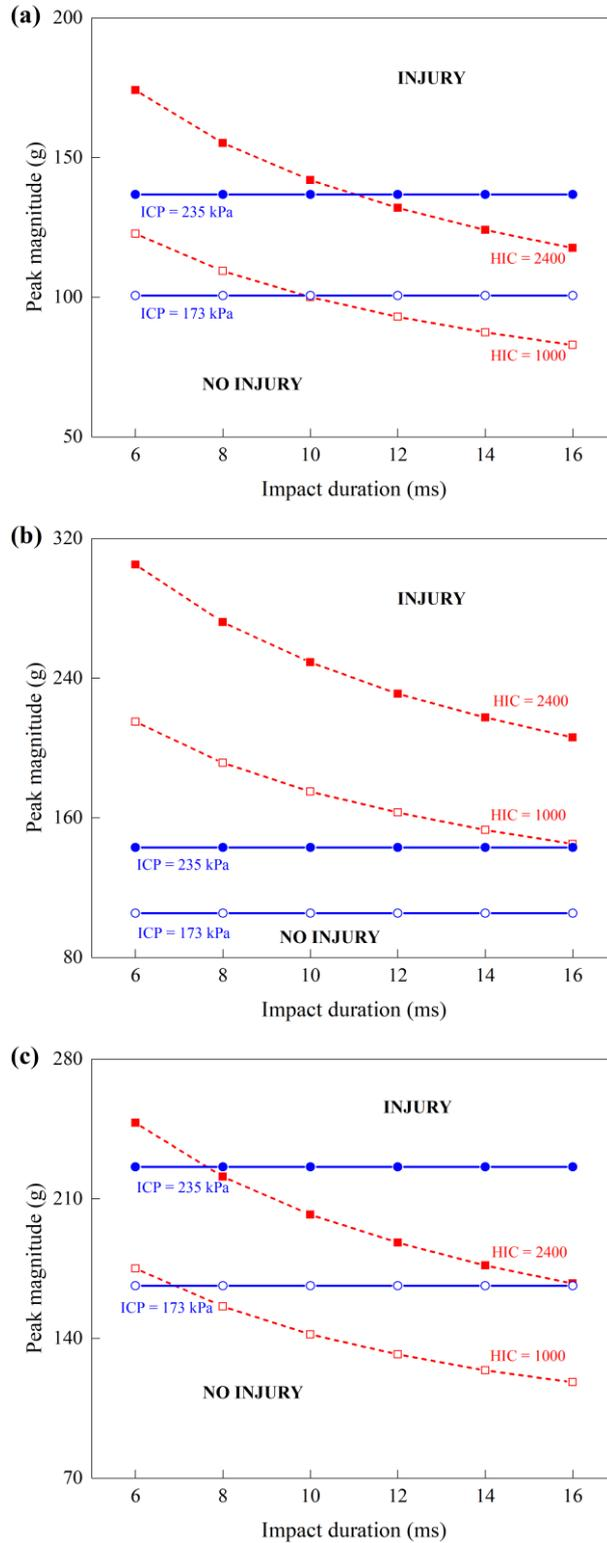 (a)
200
INJURY
150
ICP = 235 kPa
HIC = 2400
Peak magnitude (g)
100
ICP = 173 kPa
HIC = 1000
NO INJURY
50
6 8 10 12 14 16
Impact duration (ms)
(b)
320
INJURY
240
HIC = 2400
Peak magnitude (g)
160
HIC = 1000
ICP = 235 kPa
ICP = 173 kPa
NO INJURY
80
6 8 10 12 14 16
Impact duration (ms)
(c)
280
INJURY
210
ICP = 235 kPa
HIC = 2400
Peak magnitude (g)
ICP = 173 kPa
140
HIC = 1000
NO INJURY
70
6 8 10 12 14 16
Impact duration (ms)